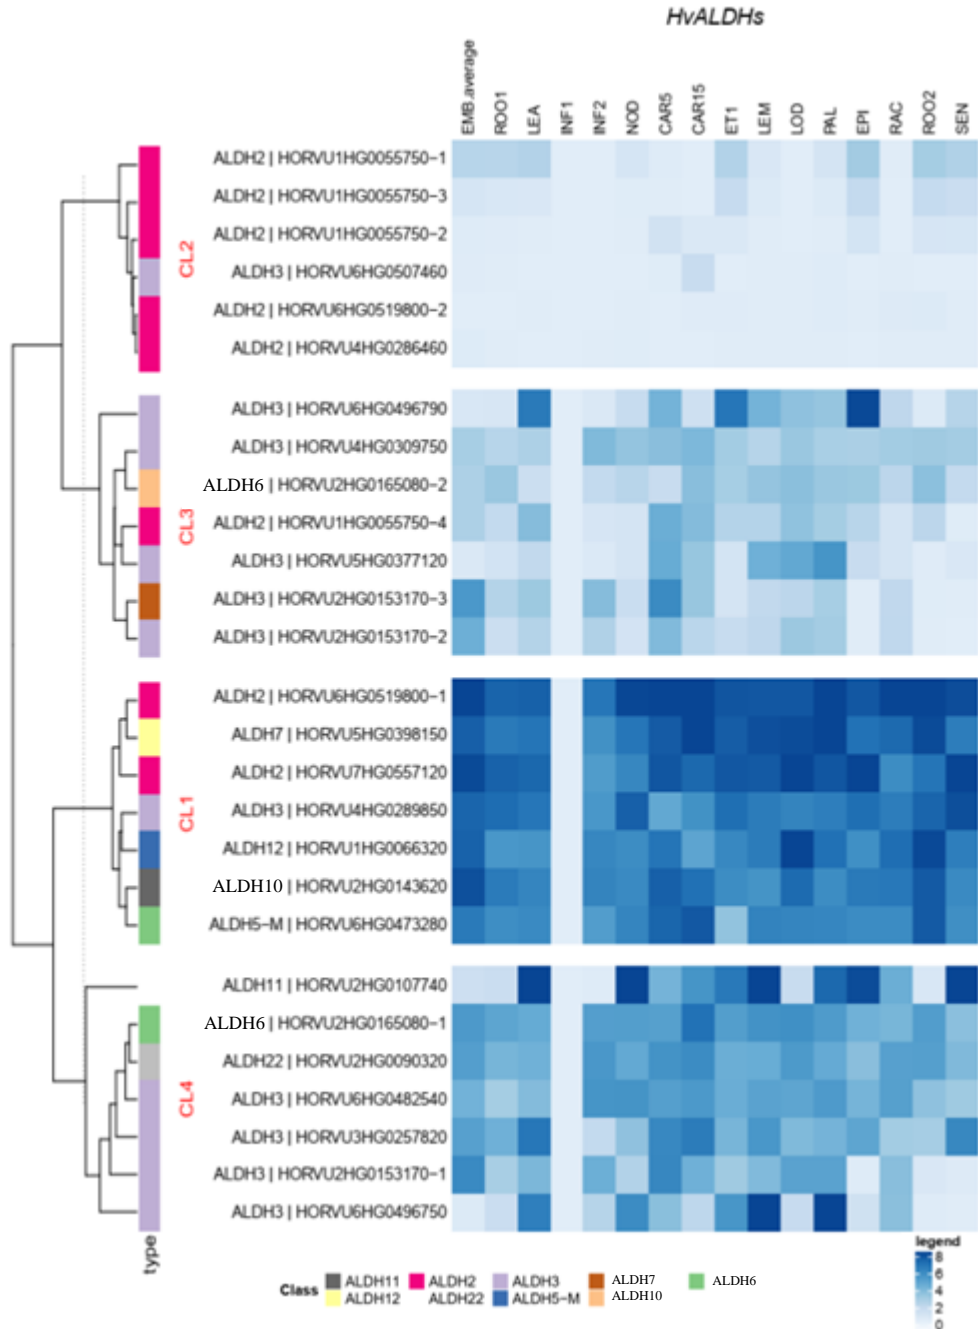 HvALDHs
EMB.average ROO1 LEA INF1 INF2 NOD CAR5 CAR15 ET1 LEM LOD PAL EPI RAC ROO2 SEN
ALDH2 | HORVU1HG0055750-1
ALDH2 | HORVU1HG0055750-3
ALDH2 | HORVU1HG0055750-2
ALDH3 | HORVU6HG0507460
ALDH2 | HORVU6HG0519800-2
ALDH2 | HORVU4HG0286460
CL2
ALDH3 | HORVU6HG0496790
ALDH3 | HORVU4HG0309750
ALDH6 | HORVU2HG0165080-2
ALDH2 | HORVU1HG0055750-4
ALDH3 | HORVU5HG0377120
ALDH3 | HORVU2HG0153170-3
ALDH3 | HORVU2HG0153170-2
CL3
ALDH2 | HORVU6HG0519800-1
ALDH7 | HORVU5HG0398150
ALDH2 | HORVU7HG0557120
ALDH3 | HORVU4HG0289850
ALDH12 | HORVU1HG0066320
ALDH10 | HORVU2HG0143620
ALDH5-M | HORVU6HG0473280
CL1
ALDH11 | HORVU2HG0107740
ALDH6 | HORVU2HG0165080-1
ALDH22 | HORVU2HG0090320
ALDH3 | HORVU6HG0482540
ALDH3 | HORVU3HG0257820
ALDH3 | HORVU2HG0153170-1
ALDH3 | HORVU6HG0496750
CL4
type
legend
8
6
4
2
0
Class
ALDH11 ALDH2 ALDH3 ALDH7 ALDH6
ALDH12 ALDH22 ALDH5-M ALDH10